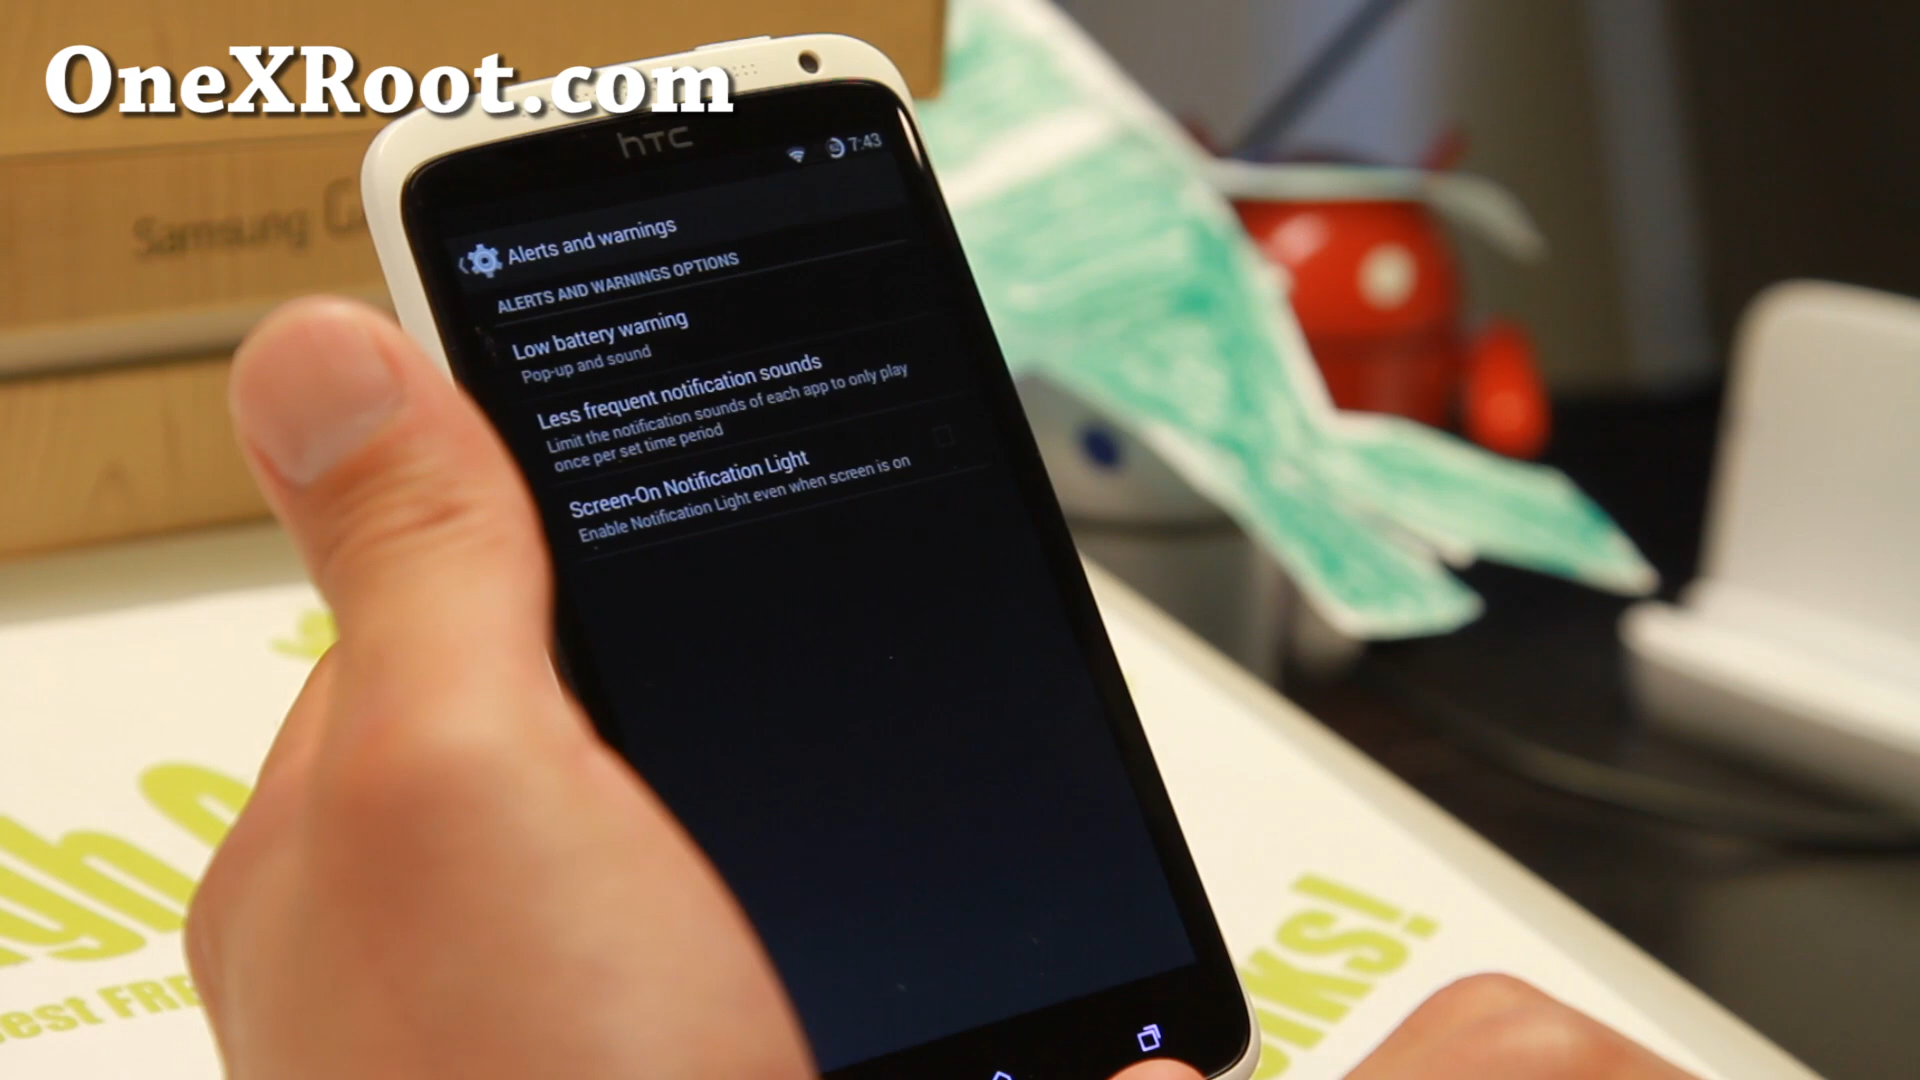 OneXRoot.com
hTC
7:43
Samsung
Alerts and warnings
ALERTS AND WARNINGS OPTIONS
Low battery warning
Pop-up and sound
Less frequent notification sounds
Limit the notification sounds of each app to only play
once per set time period
Screen-On Notification Light
Enable Notification Light even when screen is on